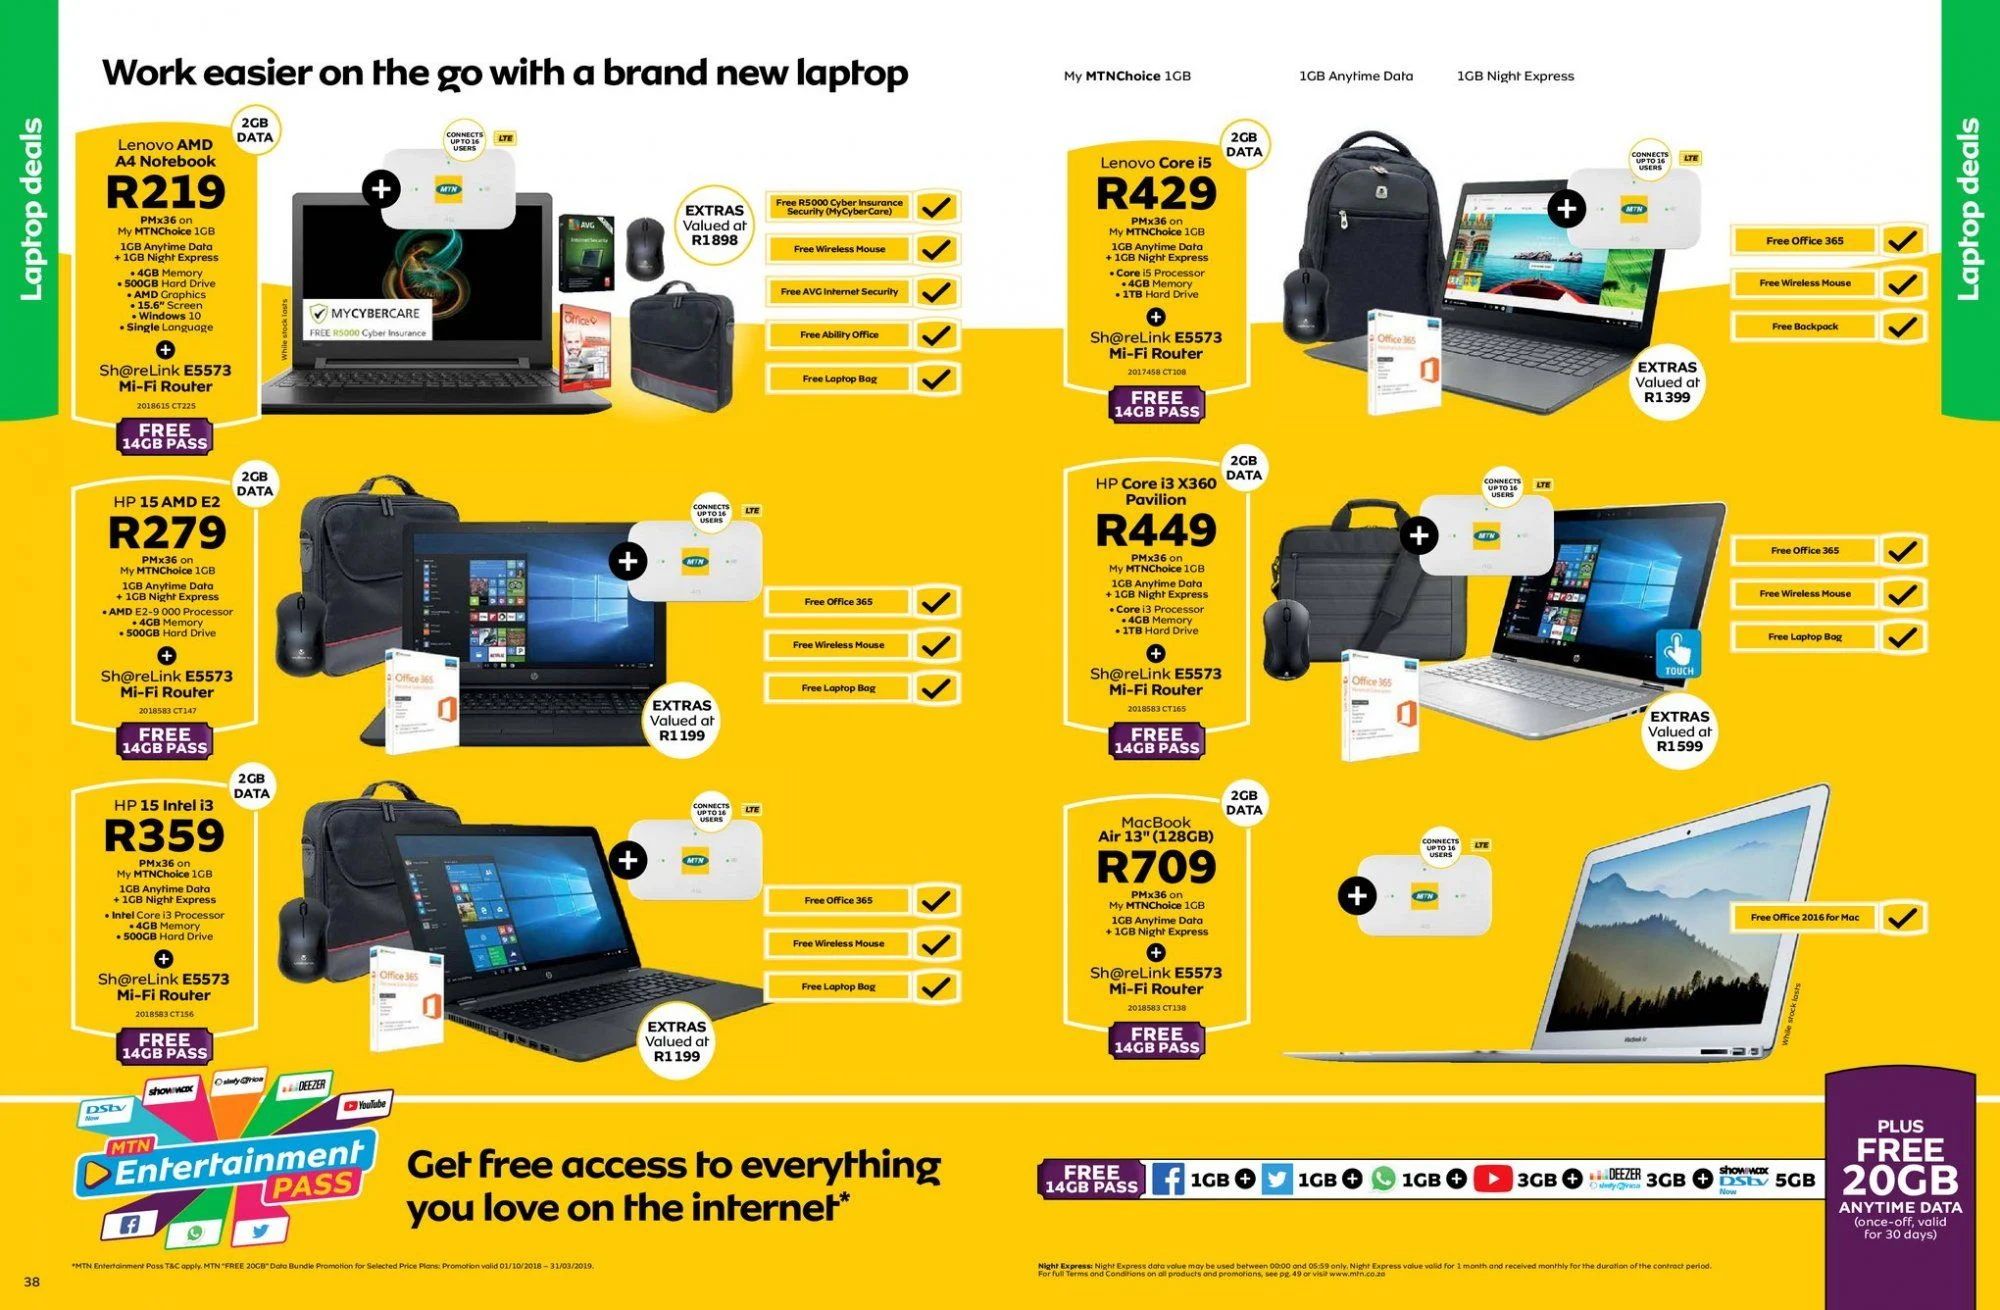 Laptop deals
Work easier on the go with a brand new laptop
2GB
DATA
Lenovo AMD
A4 Notebook
R219
PMx36 on
My MTNChoice 1GB
1GB Anytime Data
+ 1GB Night Express
• 4GB Memory
• 500GB Hard Drive
• AMD Graphics
• 15.6" Screen
• Windows 10
• Single Language
+
Sh@reLink E5573
Mi-Fi Router
2018615 CT225
FREE
14GB PASS
While stock lasts
CONNECTS
UP TO 16
USERS
LTE
+
MTN
MYCYBERCARE
FREE R5000 Cyber Insurance
AVG
Internet Security
Office
EXTRAS
Valued at
R1898
Free R5000 Cyber Insurance
Security (MyCyberCare)
Free Wireless Mouse
Free AVG Internet Security
Free Ability Office
Free Laptop Bag
2GB
DATA
HP 15 AMD E2
R279
PMx36 on
My MTNChoice 1GB
1GB Anytime Data
+ 1GB Night Express
• AMD E2-9 000 Processor
• 4GB Memory
• 500GB Hard Drive
+
Sh@reLink E5573
Mi-Fi Router
2018583 CT147
FREE
14GB PASS
CONNECTS
UP TO 16
USERS
LTE
+
MTN
Office 365
EXTRAS
Valued at
R1199
Free Office 365
Free Wireless Mouse
Free Laptop Bag
2GB
DATA
HP 15 Intel i3
R359
PMx36 on
My MTNChoice 1GB
1GB Anytime Data
+ 1GB Night Express
• Intel Core i3 Processor
• 4GB Memory
• 500GB Hard Drive
+
Sh@reLink E5573
Mi-Fi Router
2018583 CT156
FREE
14GB PASS
CONNECTS
UP TO 16
USERS
LTE
+
MTN
Office 365
EXTRAS
Valued at
R1199
Free Office 365
Free Wireless Mouse
Free Laptop Bag
My MTNChoice 1GB 1GB Anytime Data 1GB Night Express
Laptop deals
2GB
DATA
Lenovo Core i5
R429
PMx36 on
My MTNChoice 1GB
1GB Anytime Data
+ 1GB Night Express
• Core i5 Processor
• 4GB Memory
• 1TB Hard Drive
+
Sh@reLink E5573
Mi-Fi Router
2017458 CT108
FREE
14GB PASS
CONNECTS
UP TO 16
USERS
LTE
+
MTN
Office 365
EXTRAS
Valued at
R1399
Free Office 365
Free Wireless Mouse
Free Backpack
2GB
DATA
HP Core i3 X360
Pavilion
R449
PMx36 on
My MTNChoice 1GB
1GB Anytime Data
+ 1GB Night Express
• Core i3 Processor
• 4GB Memory
• 1TB Hard Drive
+
Sh@reLink E5573
Mi-Fi Router
2018583 CT165
FREE
14GB PASS
CONNECTS
UP TO 16
USERS
LTE
+
MTN
Office 365
TOUCH
EXTRAS
Valued at
R1599
Free Office 365
Free Wireless Mouse
Free Laptop Bag
2GB
DATA
MacBook
Air 13" (128GB)
R709
PMx36 on
My MTNChoice 1GB
1GB Anytime Data
+ 1GB Night Express
+
Sh@reLink E5573
Mi-Fi Router
2018583 CT138
FREE
14GB PASS
CONNECTS
UP TO 16
USERS
LTE
+
MTN
MacBook Air
While stock lasts
Free Office 2016 for Mac
DStv
Now
showmax
simfy africa
DEEZER
YouTube
MTN
Entertainment
PASS
Get free access to everything
you love on the internet*
FREE
14GB PASS
1GB + 1GB + 1GB + 3GB + DEEZER simfy africa 3GB + showmax DStv Now 5GB
PLUS
FREE
20GB
ANYTIME DATA
(once-off, valid
for 30 days)
*MTN Entertainment Pass T&C apply. MTN "FREE 20GB" Data Bundle Promotion for Selected Price Plans: Promotion valid 01/10/2018 – 31/03/2019.
Night Express: Night Express data value may be used between 00:00 and 05:59 only. Night Express value valid for 1 month and received monthly for the duration of the contract period.
For full Terms and Conditions on all products and promotions, see pg. 49 or visit www.mtn.co.za
38